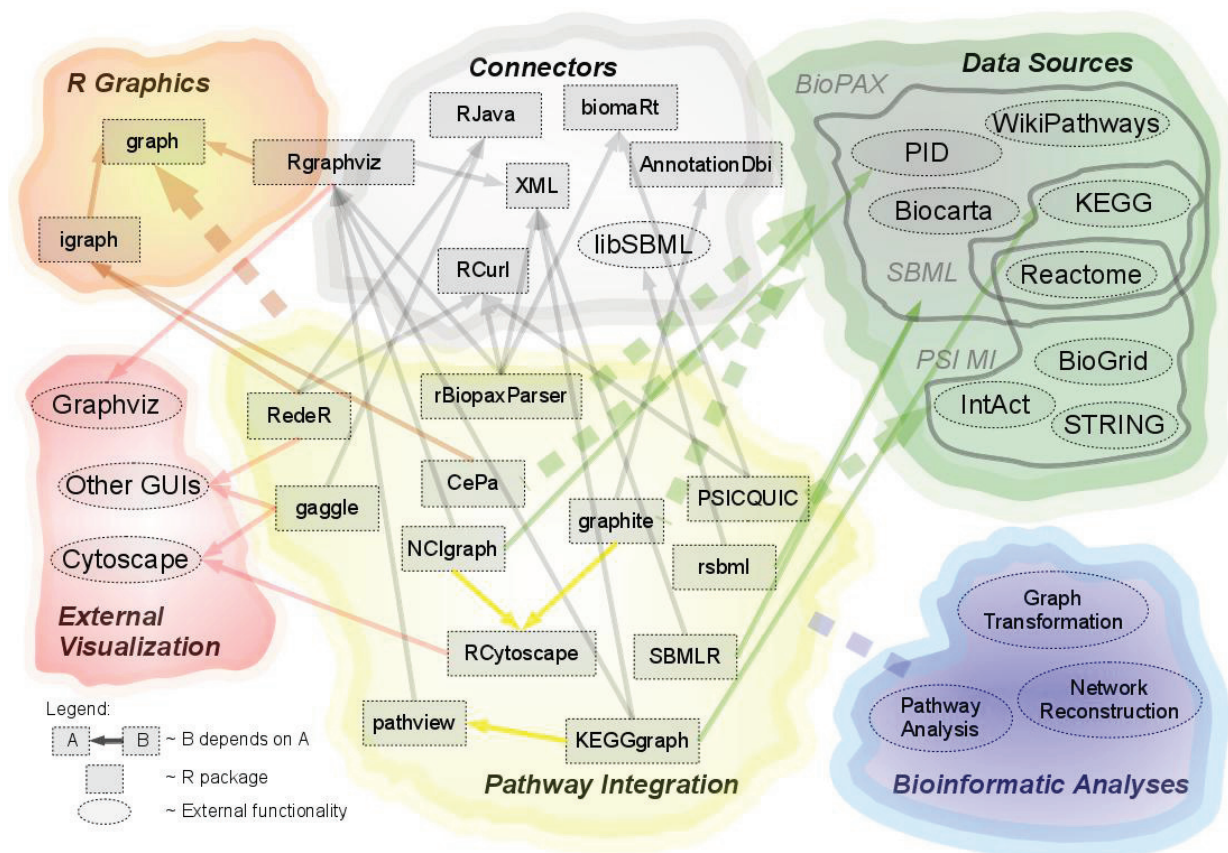 R Graphics
graph
igraph
Connectors
RJava
biomaRt
Rgraphviz
XML
AnnotationDbi
libSBML
RCurl
Data Sources
BioPAX
WikiPathways
PID
Biocarta
KEGG
SBML
Reactome
PSI MI
BioGrid
IntAct
STRING
Graphviz
Other GUIs
Cytoscape
External
Visualization
RedeR
rBiopaxParser
CePa
gaggle
graphite
PSICQUIC
NCIgraph
rsbml
RCytoscape
SBMLR
pathview
KEGGgraph
Pathway Integration
Graph
Transformation
Network
Reconstruction
Pathway
Analysis
Bioinformatic Analyses
Legend:
A B ~ B depends on A
~ R package
~ External functionality